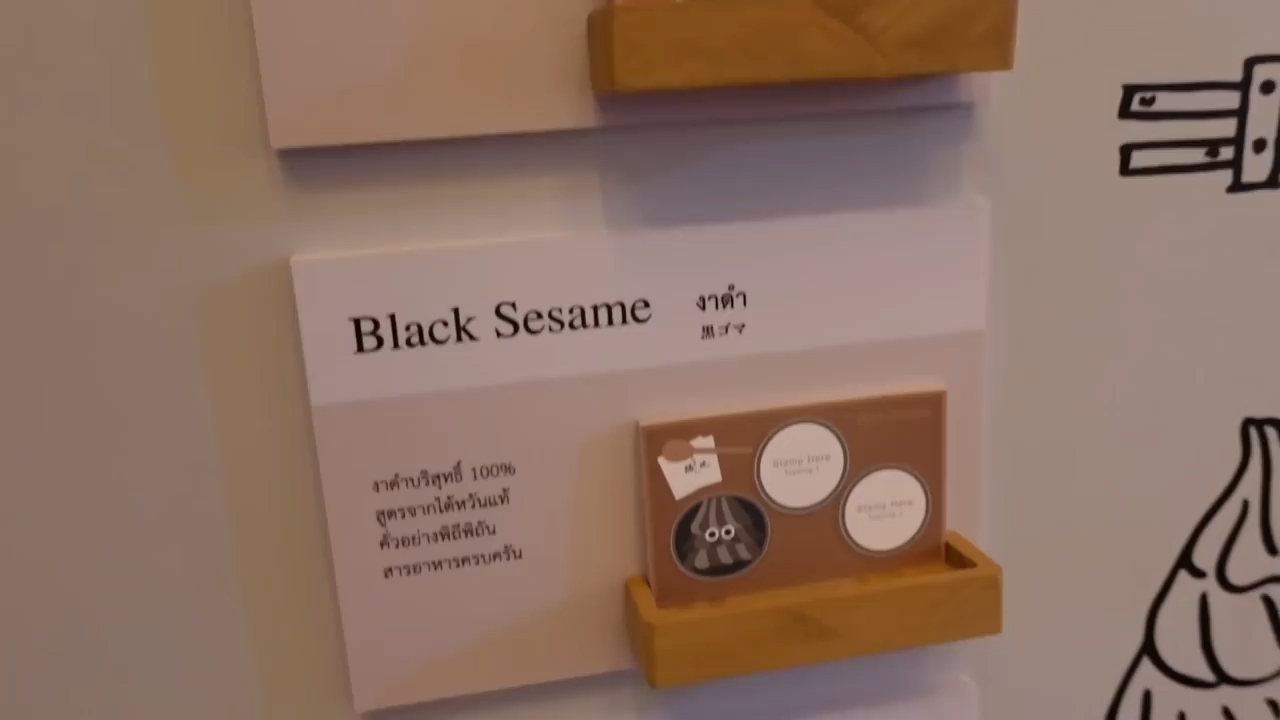 Black Sesame
งาดำ
黒ゴマ
งาดำบริสุทธิ์ 100%
สูตรจากไต้หวันแท้
คั่วอย่างพิถีพิถัน
สารอาหารครบครัน
Stamp Here
Stamp Here